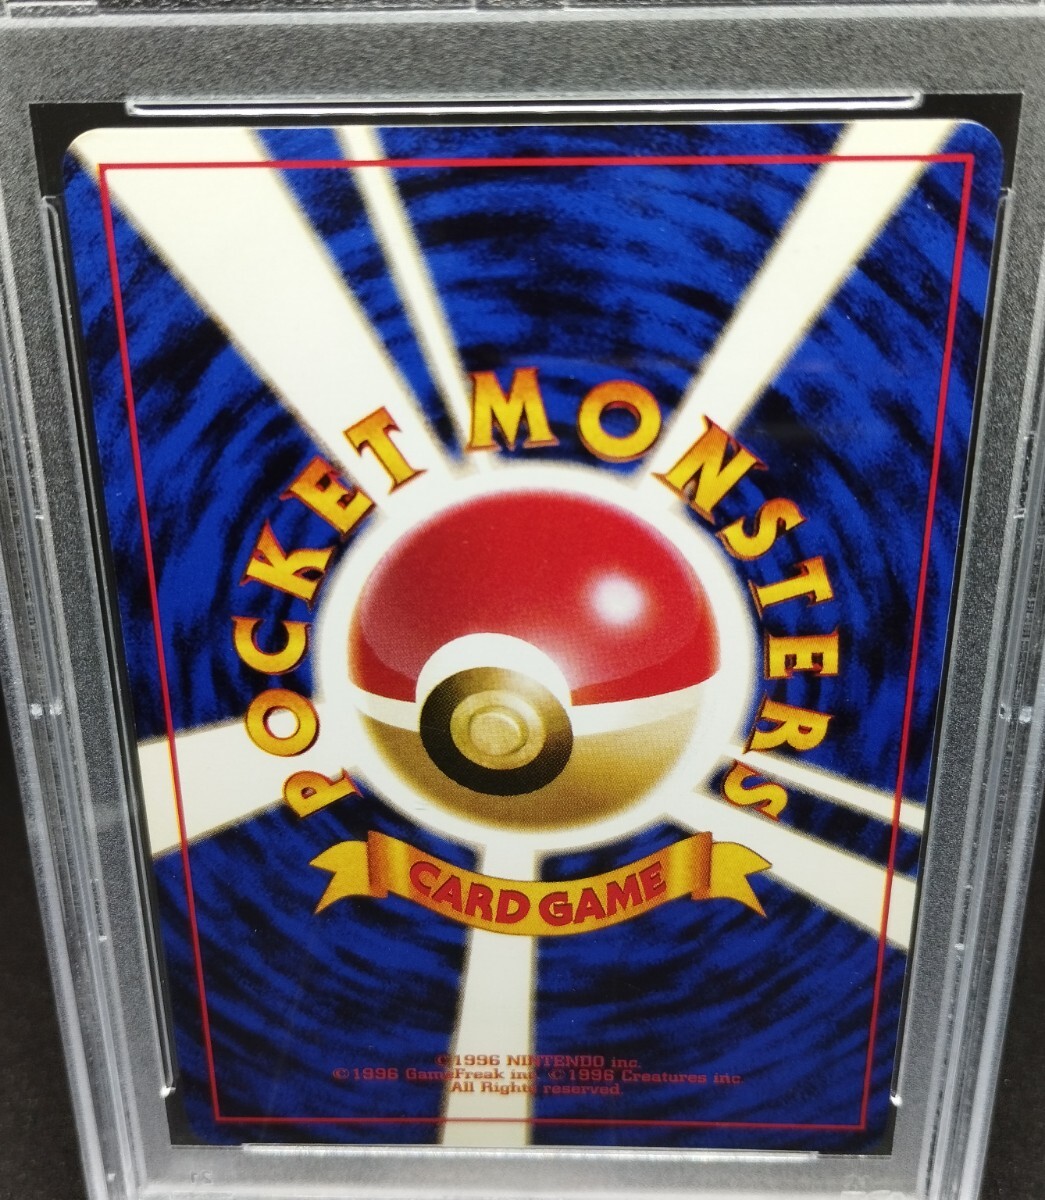 POCKET MONSTERS
CARD GAME
©1996 NINTENDO inc.
©1996 GameFreak inc. ©1996 Creatures inc.
All Rights reserved.